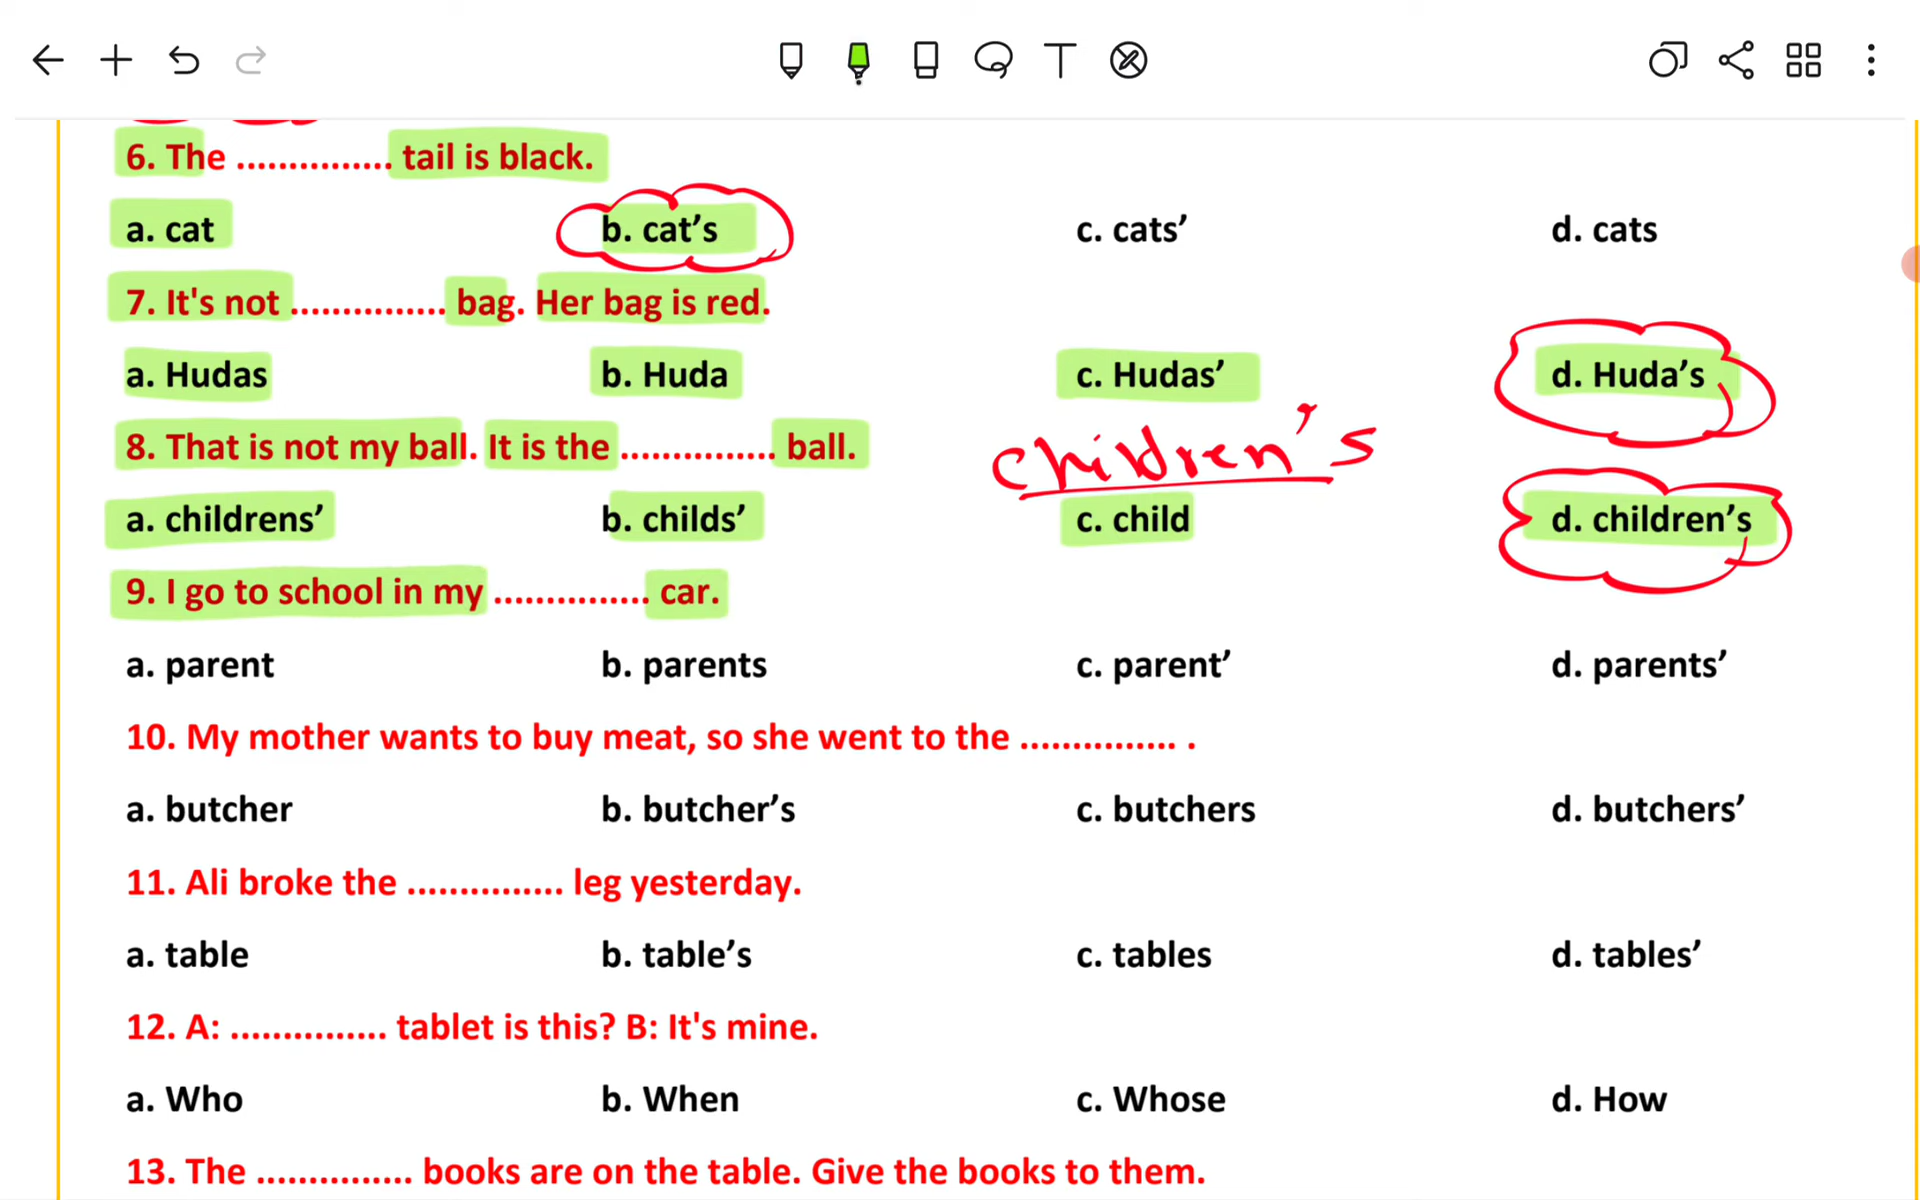 6. The ............... tail is black.
a. cat b. cat’s c. cats’ d. cats
7. It's not ............... bag. Her bag is red.
a. Hudas b. Huda c. Hudas’ d. Huda’s
8. That is not my ball. It is the ............... ball.
children's
a. childrens’ b. childs’ c. child d. children’s
9. I go to school in my ............... car.
a. parent b. parents c. parent’ d. parents’
10. My mother wants to buy meat, so she went to the ............... .
a. butcher b. butcher’s c. butchers d. butchers’
11. Ali broke the ............... leg yesterday.
a. table b. table’s c. tables d. tables’
12. A: ............... tablet is this? B: It's mine.
a. Who b. When c. Whose d. How
13. The ............... books are on the table. Give the books to them.